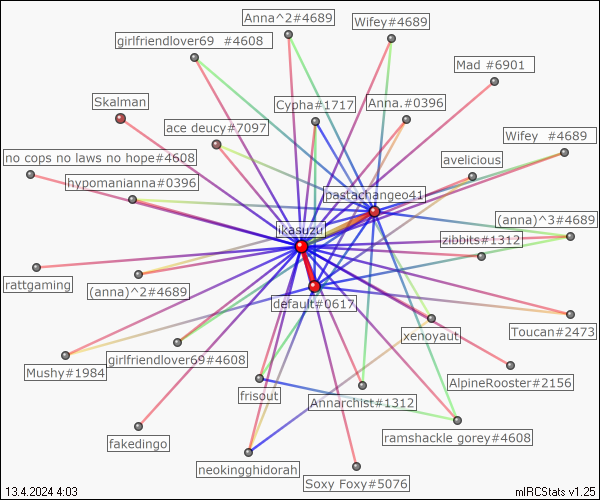 Anna^2#4689
Wifey#4689
girlfriendlover69  #4608
Mad #6901
Skalman
Cypha#1717
Anna.#0396
ace deucy#7097
Wifey  #4689
no cops no laws no hope#4608
avelicious
hypomanianna#0396
pastachangeo41
(anna)^3#4689
ikasuzu
zibbits#1312
rattgaming
(anna)^2#4689
default#0617
Toucan#2473
xenoyaut
girlfriendlover69#4608
Mushy#1984
AlpineRooster#2156
frisout
Annarchist#1312
fakedingo
ramshackle gorey#4608
neokingghidorah
Soxy Foxy#5076
13.4.2024 4:03
mIRCStats v1.25